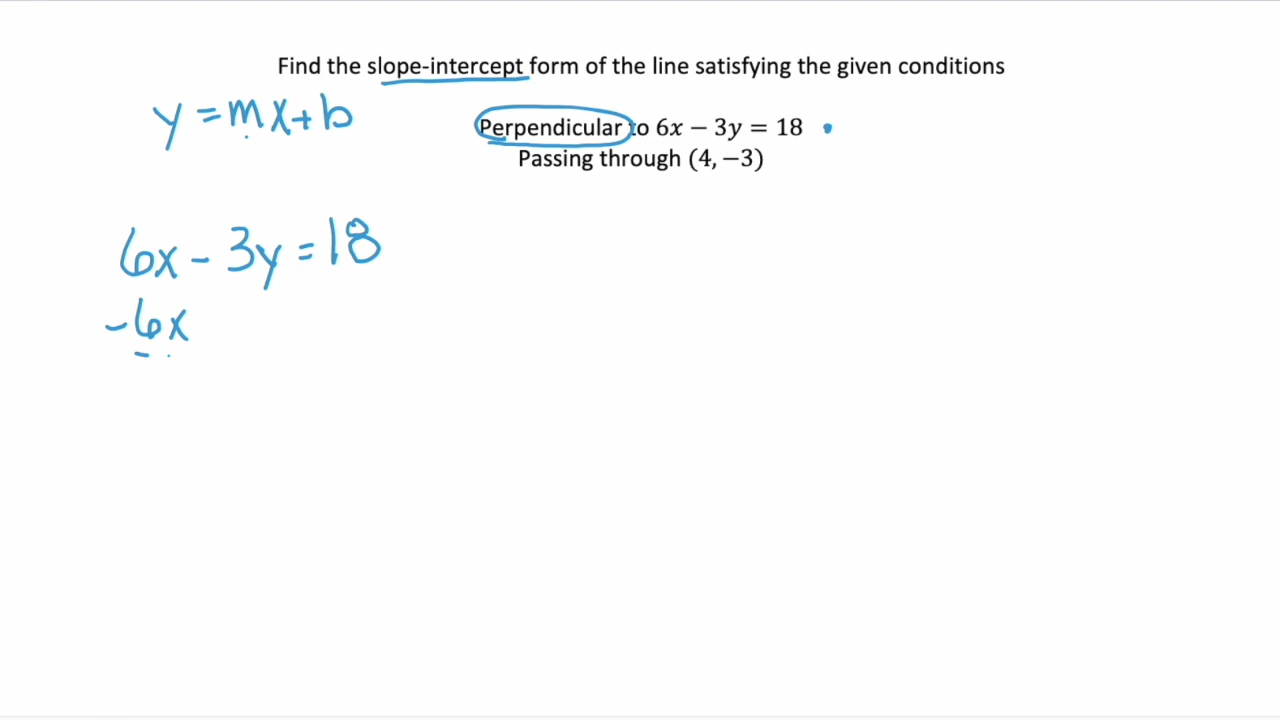 Find the slope-intercept form of the line satisfying the given conditions
y = mx + b
Perpendicular to 6x − 3y = 18
Passing through (4, −3)
6x - 3y = 18
-6x